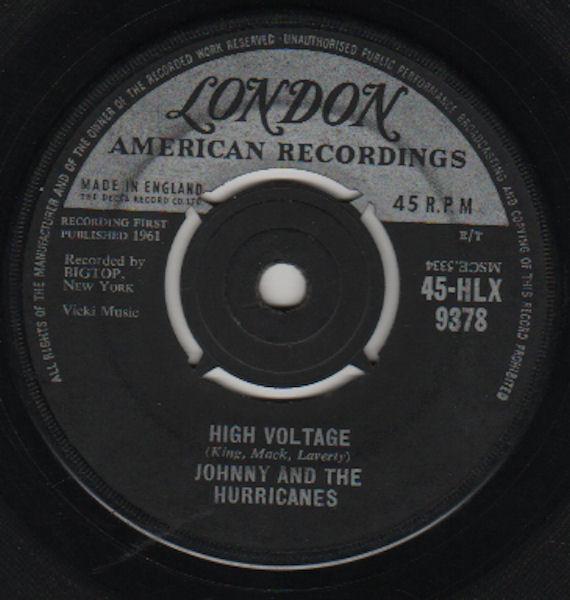 ALL RIGHTS OF THE MANUFACTURER AND OF THE OWNER OF THE RECORDED WORK RESERVED · UNAUTHORISED PUBLIC PERFORMANCE, BROADCASTING AND COPYING OF THIS RECORD PROHIBITED
LONDON
AMERICAN RECORDINGS
MADE IN ENGLAND
THE DECCA RECORD CO. LTD.
45 R.P.M
RECORDING FIRST
PUBLISHED 1961
E/T
Recorded by
BIGTOP,
NEW YORK
MSCE.5334
Vicki Music
45-HLX
9378
HIGH VOLTAGE
(King, Mack, Laverty)
JOHNNY AND THE
HURRICANES